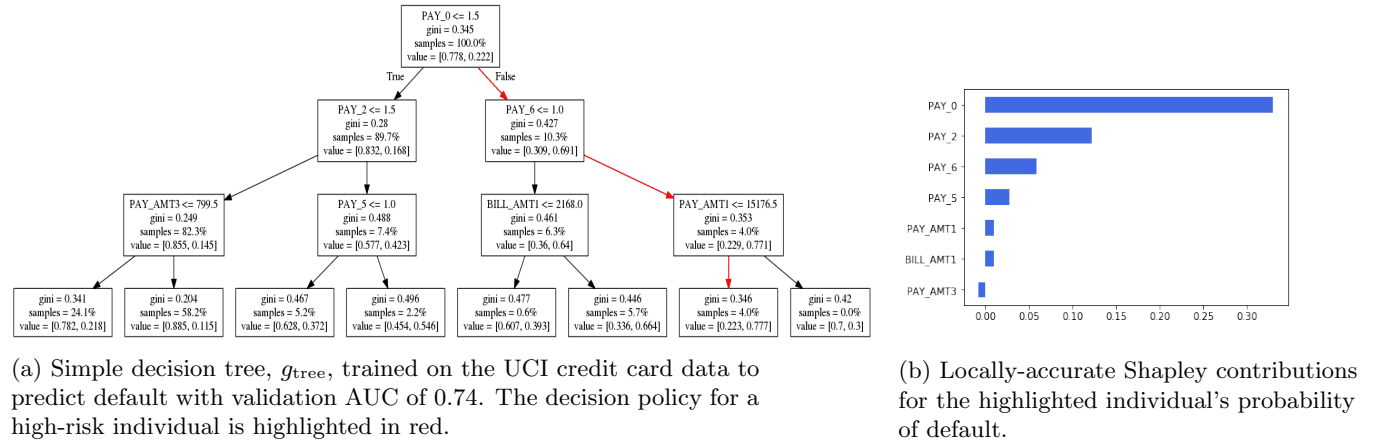 PAY_0 <= 1.5
gini = 0.345
samples = 100.0%
value = [0.778, 0.222]
True
False
PAY_2 <= 1.5
gini = 0.28
samples = 89.7%
value = [0.832, 0.168]
PAY_6 <= 1.0
gini = 0.427
samples = 10.3%
value = [0.309, 0.691]
PAY_AMT3 <= 799.5
gini = 0.249
samples = 82.3%
value = [0.855, 0.145]
PAY_5 <= 1.0
gini = 0.488
samples = 7.4%
value = [0.577, 0.423]
BILL_AMT1 <= 2168.0
gini = 0.461
samples = 6.3%
value = [0.36, 0.64]
PAY_AMT1 <= 15176.5
gini = 0.353
samples = 4.0%
value = [0.229, 0.771]
gini = 0.341
samples = 24.1%
value = [0.782, 0.218]
gini = 0.204
samples = 58.2%
value = [0.885, 0.115]
gini = 0.467
samples = 5.2%
value = [0.628, 0.372]
gini = 0.496
samples = 2.2%
value = [0.454, 0.546]
gini = 0.477
samples = 0.6%
value = [0.607, 0.393]
gini = 0.446
samples = 5.7%
value = [0.336, 0.664]
gini = 0.346
samples = 4.0%
value = [0.223, 0.777]
gini = 0.42
samples = 0.0%
value = [0.7, 0.3]
(a) Simple decision tree, gtree, trained on the UCI credit card data to
predict default with validation AUC of 0.74. The decision policy for a
high-risk individual is highlighted in red.
PAY_0
PAY_2
PAY_6
PAY_5
PAY_AMT1
BILL_AMT1
PAY_AMT3
0.00 0.05 0.10 0.15 0.20 0.25 0.30
(b) Locally-accurate Shapley contributions
for the highlighted individual's probability
of default.